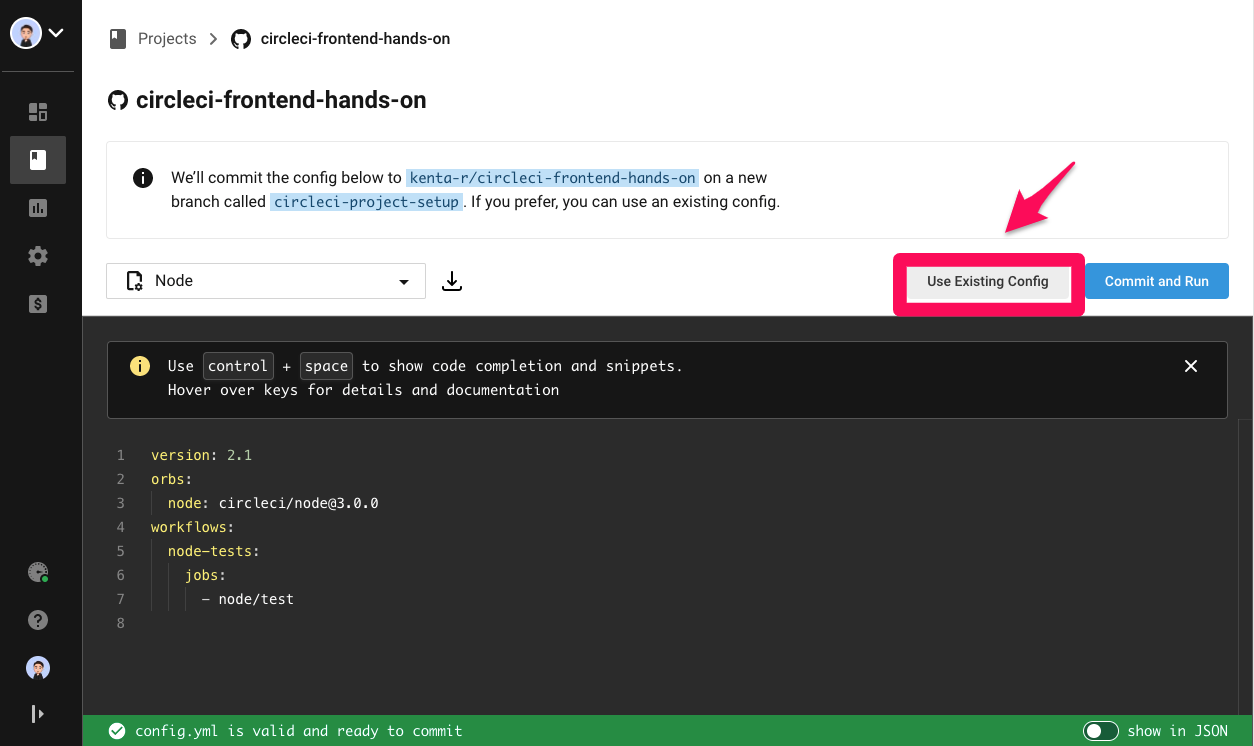 Projects > circleci-frontend-hands-on
circleci-frontend-hands-on
We’ll commit the config below to kenta-r/circleci-frontend-hands-on on a new
branch called circleci-project-setup. If you prefer, you can use an existing config.
Node
Use Existing Config
Commit and Run
Use control + space to show code completion and snippets.
Hover over keys for details and documentation
1 version: 2.1
2 orbs:
3 node: circleci/node@3.0.0
4 workflows:
5 node-tests:
6 jobs:
7 - node/test
8
config.yml is valid and ready to commit
show in JSON